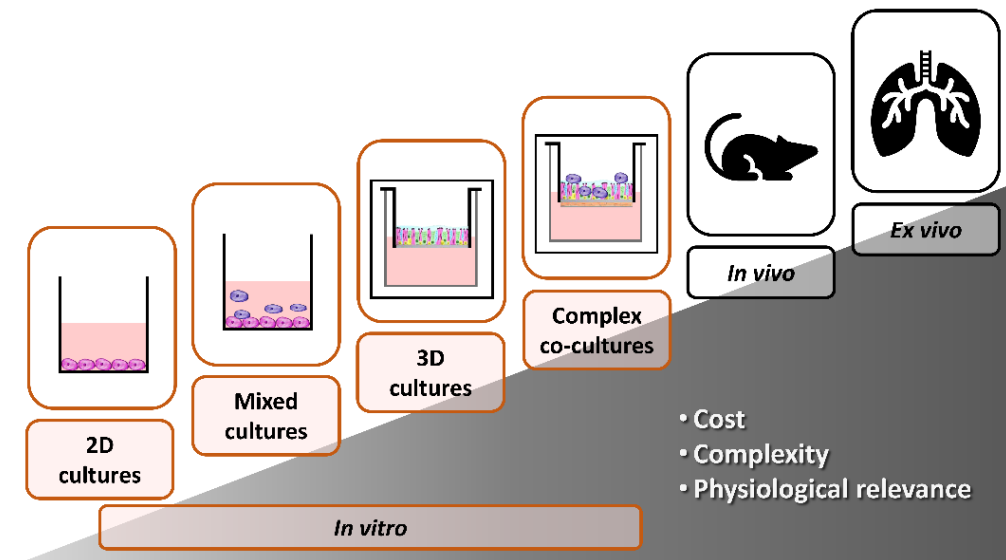 2D
cultures
Mixed
cultures
3D
cultures
Complex
co-cultures
In vivo
Ex vivo
In vitro
• Cost
• Complexity
• Physiological relevance